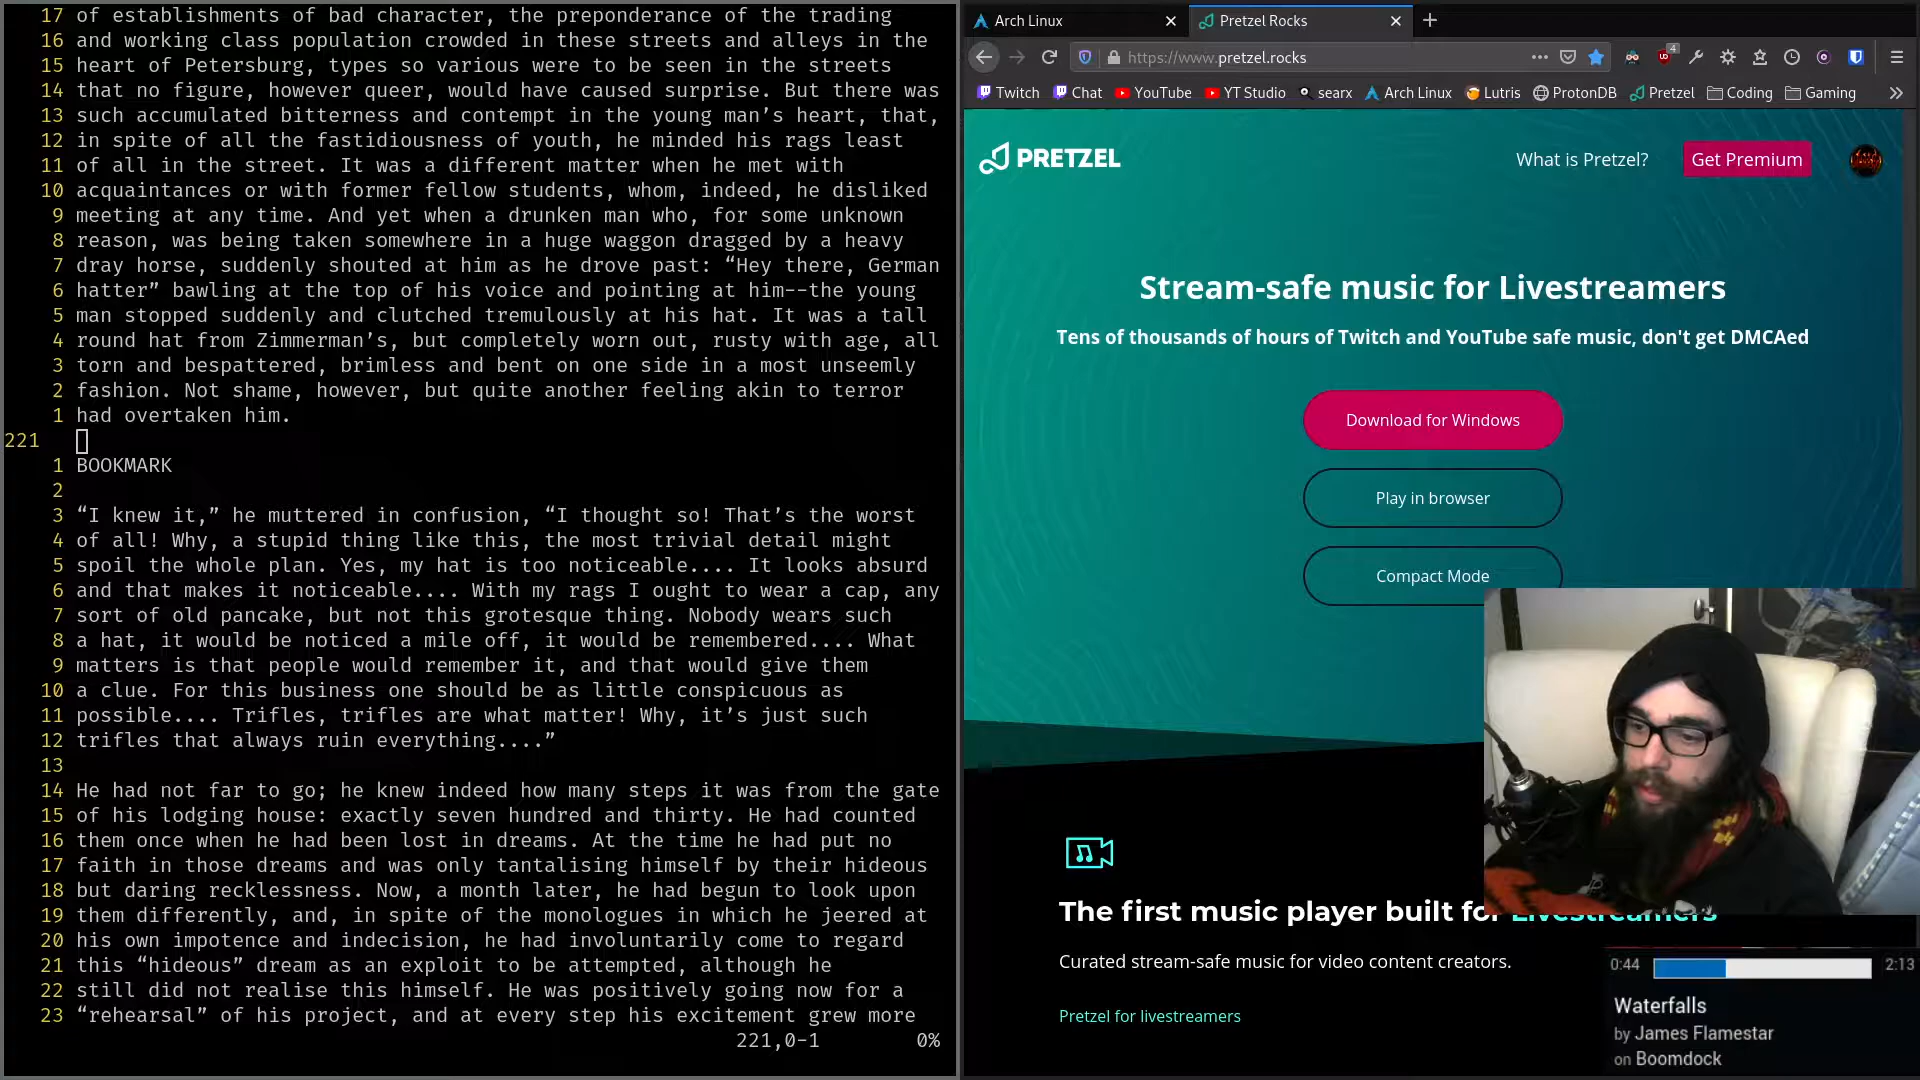 17 of establishments of bad character, the preponderance of the trading
16 and working class population crowded in these streets and alleys in the
15 heart of Petersburg, types so various were to be seen in the streets
14 that no figure, however queer, would have caused surprise. But there was
13 such accumulated bitterness and contempt in the young man’s heart, that,
12 in spite of all the fastidiousness of youth, he minded his rags least
11 of all in the street. It was a different matter when he met with
10 acquaintances or with former fellow students, whom, indeed, he disliked
9 meeting at any time. And yet when a drunken man who, for some unknown
8 reason, was being taken somewhere in a huge waggon dragged by a heavy
7 dray horse, suddenly shouted at him as he drove past: “Hey there, German
6 hatter” bawling at the top of his voice and pointing at him--the young
5 man stopped suddenly and clutched tremulously at his hat. It was a tall
4 round hat from Zimmerman’s, but completely worn out, rusty with age, all
3 torn and bespattered, brimless and bent on one side in a most unseemly
2 fashion. Not shame, however, but quite another feeling akin to terror
1 had overtaken him.
221
1 BOOKMARK
2
3 “I knew it,” he muttered in confusion, “I thought so! That’s the worst
4 of all! Why, a stupid thing like this, the most trivial detail might
5 spoil the whole plan. Yes, my hat is too noticeable.... It looks absurd
6 and that makes it noticeable.... With my rags I ought to wear a cap, any
7 sort of old pancake, but not this grotesque thing. Nobody wears such
8 a hat, it would be noticed a mile off, it would be remembered.... What
9 matters is that people would remember it, and that would give them
10 a clue. For this business one should be as little conspicuous as
11 possible.... Trifles, trifles are what matter! Why, it’s just such
12 trifles that always ruin everything....”
13
14 He had not far to go; he knew indeed how many steps it was from the gate
15 of his lodging house: exactly seven hundred and thirty. He had counted
16 them once when he had been lost in dreams. At the time he had put no
17 faith in those dreams and was only tantalising himself by their hideous
18 but daring recklessness. Now, a month later, he had begun to look upon
19 them differently, and, in spite of the monologues in which he jeered at
20 his own impotence and indecision, he had involuntarily come to regard
21 this “hideous” dream as an exploit to be attempted, although he
22 still did not realise this himself. He was positively going now for a
23 “rehearsal” of his project, and at every step his excitement grew more
221,0-1 0%
Arch Linux
Pretzel Rocks
https://www.pretzel.rocks
4
Twitch Chat YouTube YT Studio searx Arch Linux Lutris ProtonDB Pretzel Coding Gaming
PRETZEL
What is Pretzel?
Get Premium
Stream-safe music for Livestreamers
Tens of thousands of hours of Twitch and YouTube safe music, don't get DMCAed
Download for Windows
Play in browser
Compact Mode
The first music player built for Livestreamers
Curated stream-safe music for video content creators.
Pretzel for livestreamers
0:44 2:13
Waterfalls
by James Flamestar
on Boomdock